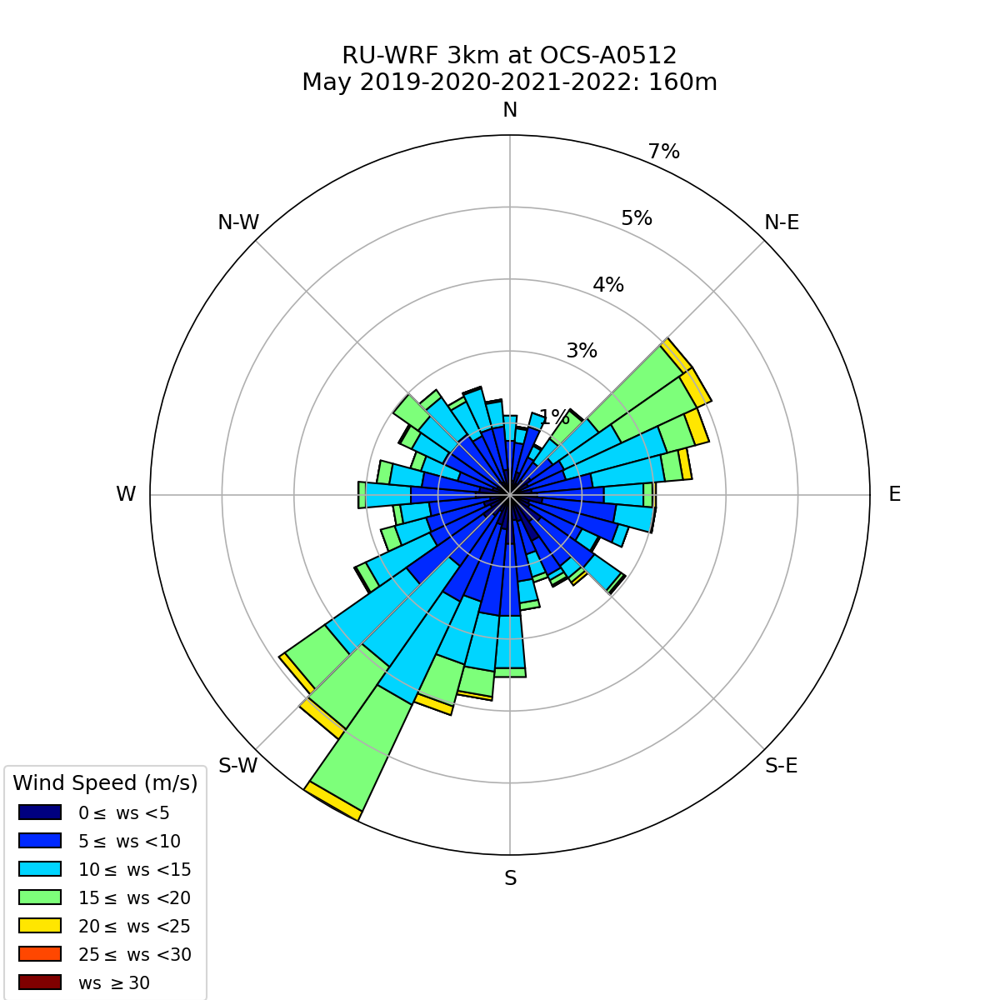 RU-WRF 3km at OCS-A0512
May 2019-2020-2021-2022: 160m
N
7%
N-W
5%
N-E
4%
3%
1%
W
E
S-W
S-E
S
Wind Speed (m/s)
0≤ ws <5
5≤ ws <10
10≤ ws <15
15≤ ws <20
20≤ ws <25
25≤ ws <30
ws ≥30